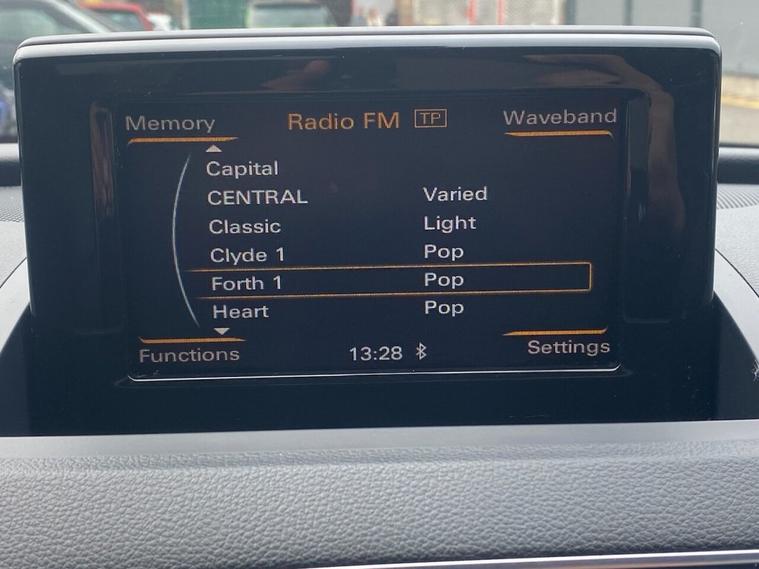 Memory Radio FM TP Waveband
Capital
CENTRAL Varied
Classic Light
Clyde 1 Pop
Forth 1 Pop
Heart Pop
Functions 13:28 Settings